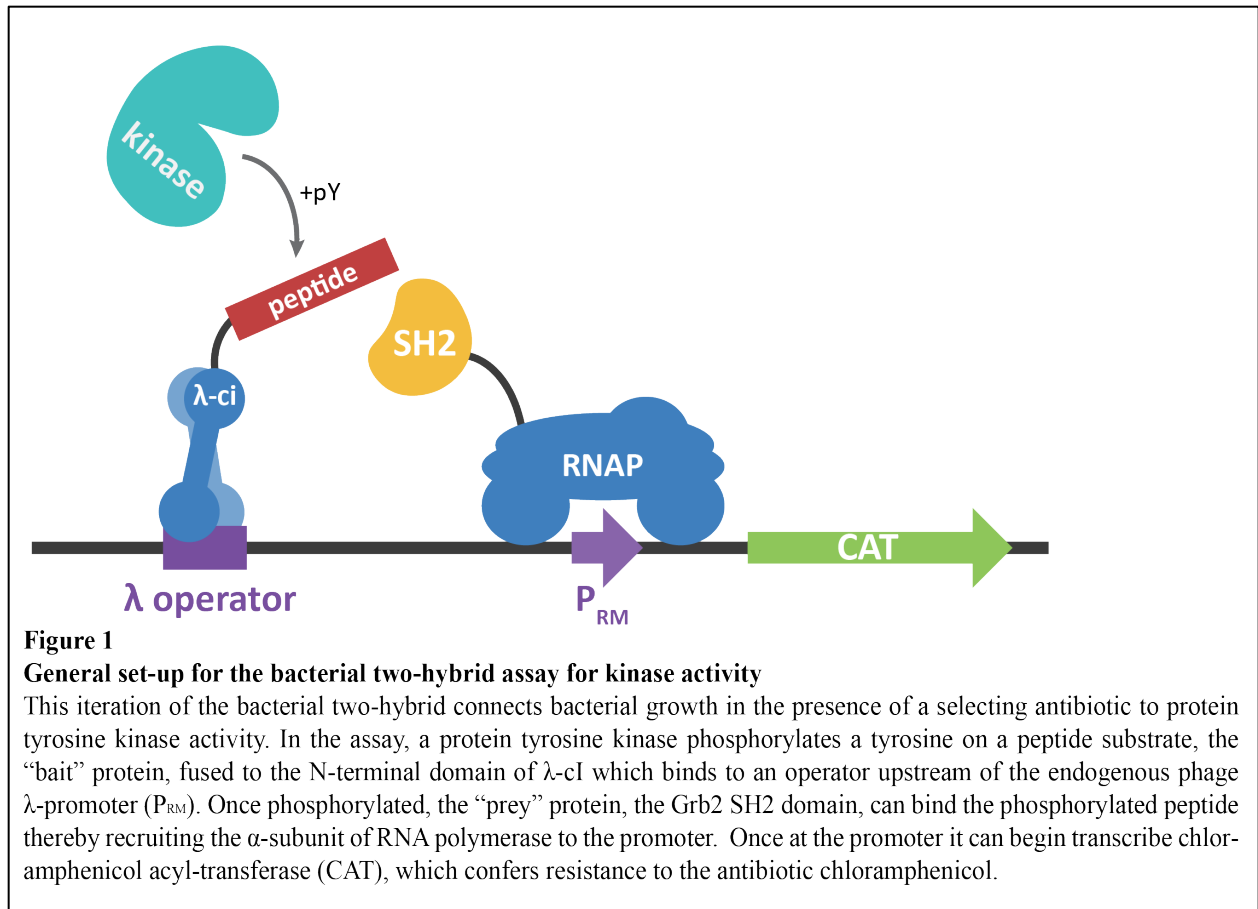 kinase
+pY
peptide
SH2
λ-ci
RNAP
CAT
λ operator
PRM
Figure 1
General set-up for the bacterial two-hybrid assay for kinase activity
This iteration of the bacterial two-hybrid connects bacterial growth in the presence of a selecting antibiotic to protein
tyrosine kinase activity. In the assay, a protein tyrosine kinase phosphorylates a tyrosine on a peptide substrate, the
“bait” protein, fused to the N-terminal domain of λ-cI which binds to an operator upstream of the endogenous phage
λ-promoter (PRM). Once phosphorylated, the “prey” protein, the Grb2 SH2 domain, can bind the phosphorylated peptide
thereby recruiting the α-subunit of RNA polymerase to the promoter. Once at the promoter it can begin transcribe chlor-
amphenicol acyl-transferase (CAT), which confers resistance to the antibiotic chloramphenicol.